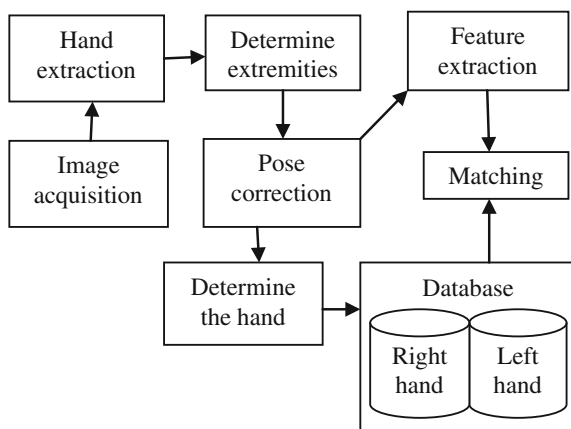 Hand
extraction
Determine
extremities
Feature
extraction
Image
acquisition
Pose
correction
Matching
Determine
the hand
Database
Right
hand
Left
hand